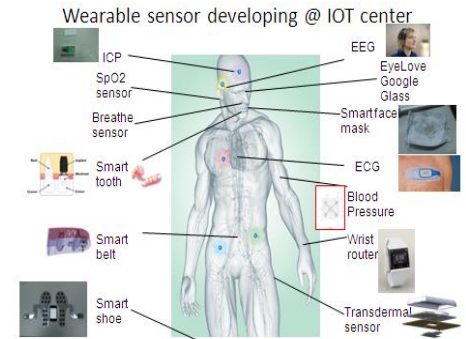 Wearable sensor developing @ IOT center
ICP
SpO2
sensor
Breathe
sensor
Smart
tooth
Smart
belt
Smart
shoe
EEG
EyeLove
Google
Glass
Smartface
mask
ECG
Blood
Pressure
Wrist
router
Transdermal
sensor